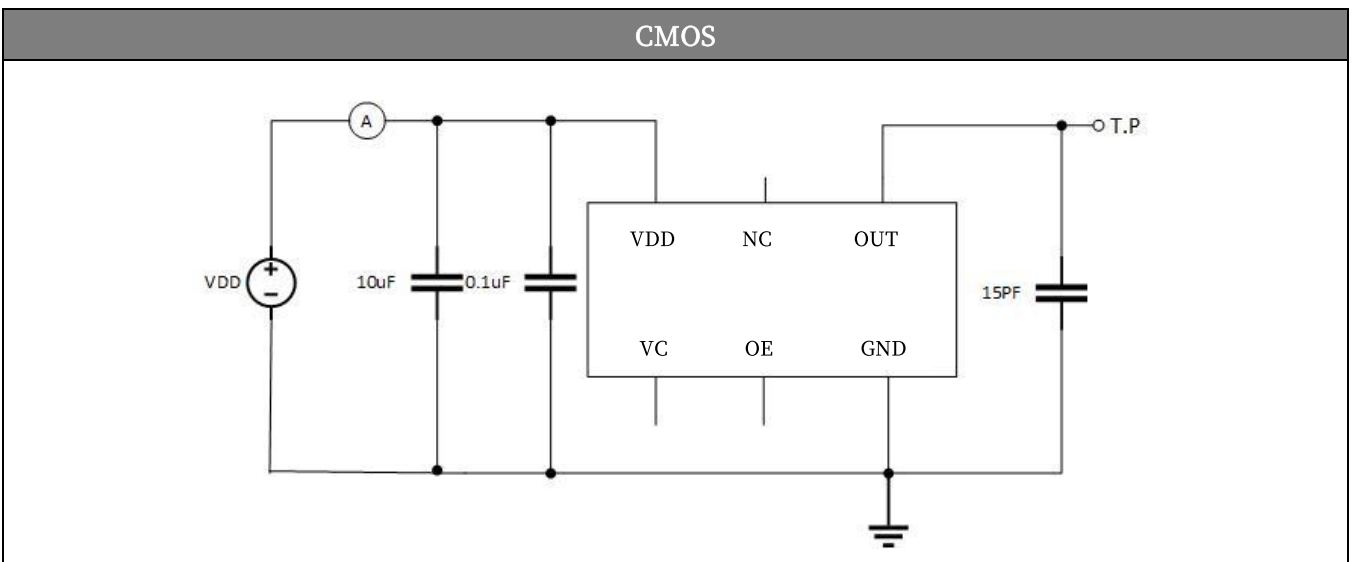 CMOS
A
T.P
VDD NC OUT
VDD
10uF
0.1uF
15PF
VC OE GND